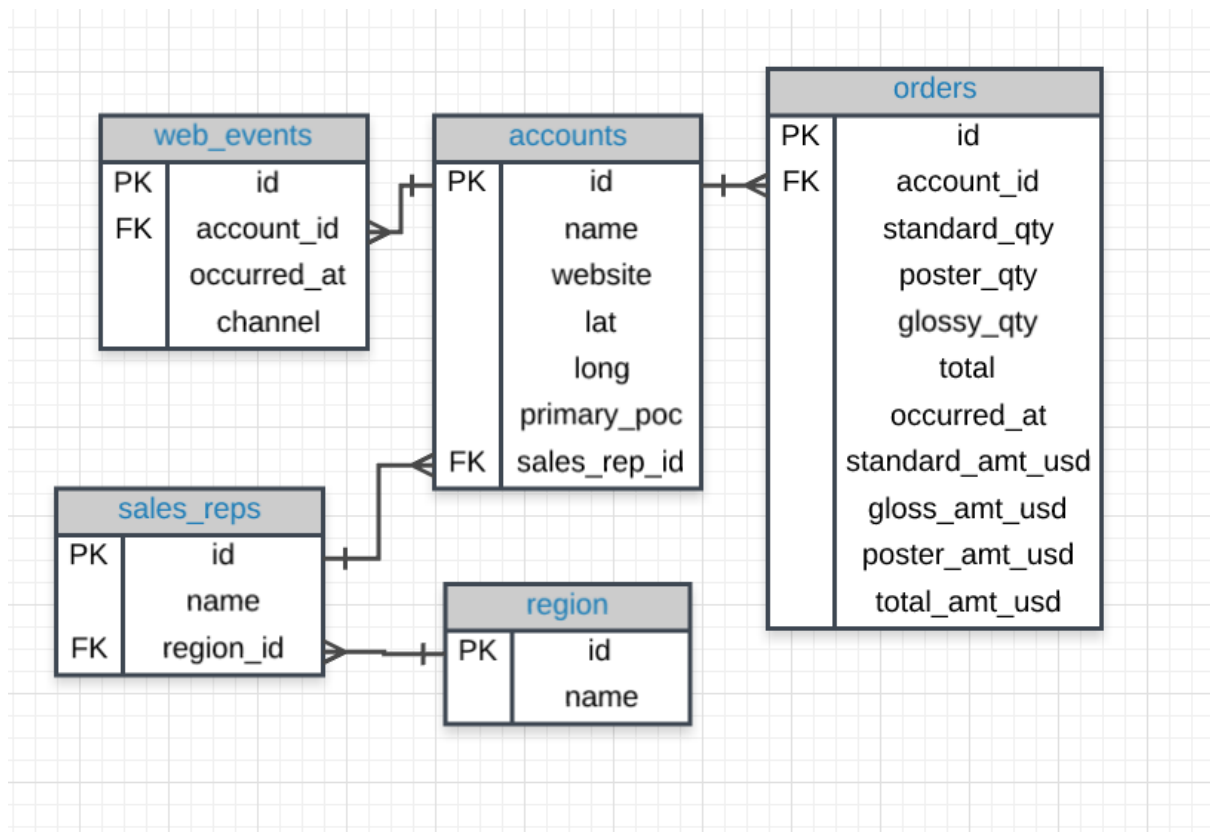 web_events
PK id
FK account_id
occurred_at
channel
accounts
PK id
name
website
lat
long
primary_poc
FK sales_rep_id
orders
PK id
FK account_id
standard_qty
poster_qty
glossy_qty
total
occurred_at
standard_amt_usd
gloss_amt_usd
poster_amt_usd
total_amt_usd
sales_reps
PK id
name
FK region_id
region
PK id
name